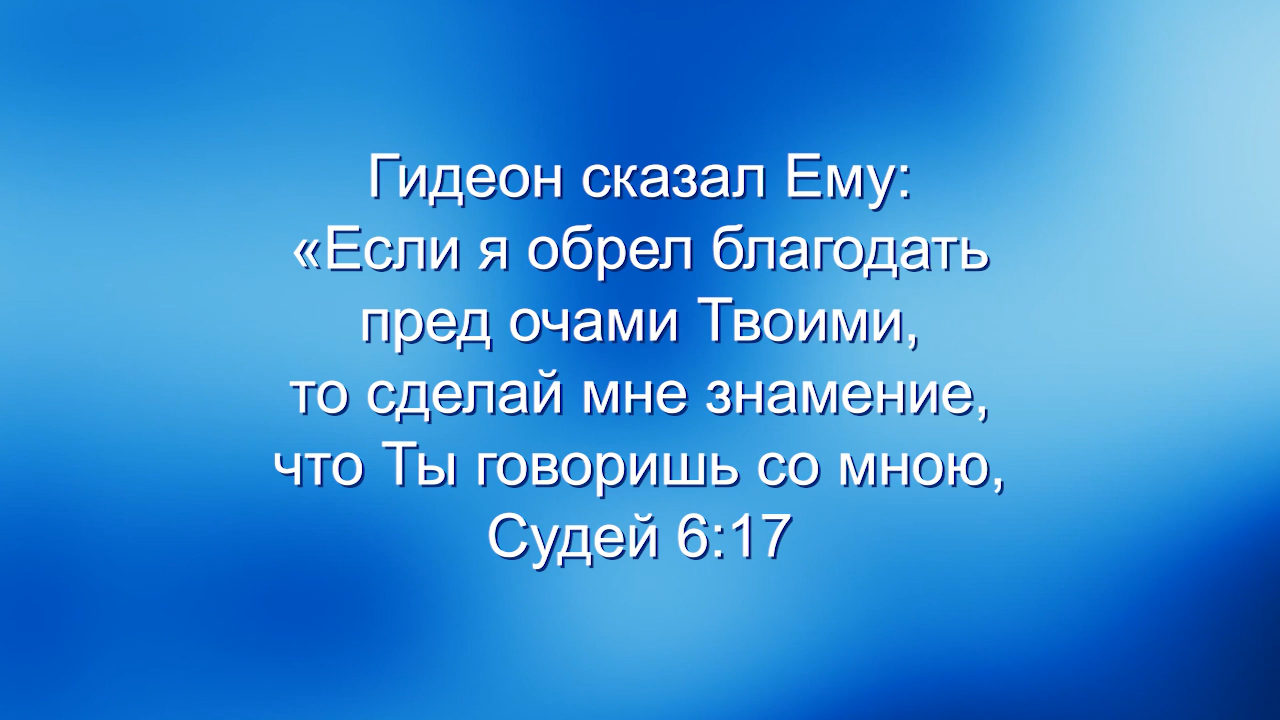 Гидеон сказал Ему:
«Если я обрел благодать
пред очами Твоими,
то сделай мне знамение,
что Ты говоришь со мною,
Судей 6:17